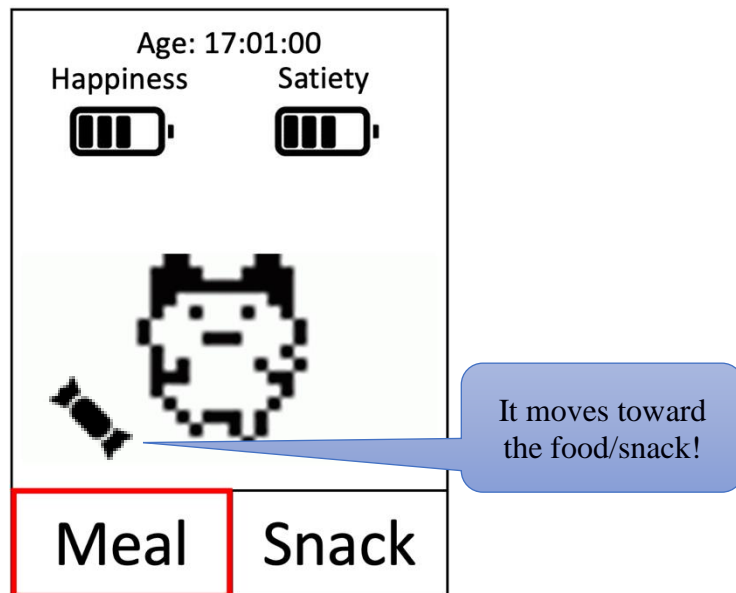 Age: 17:01:00
Happiness Satiety
It moves toward
the food/snack!
Meal Snack